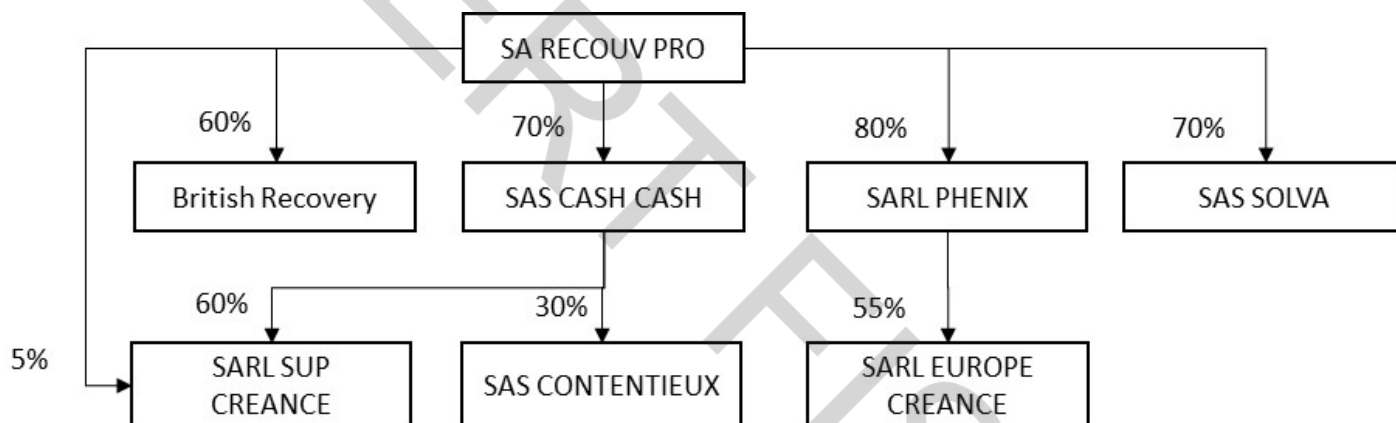 SA RECOUV PRO
60%
70%
80%
70%
British Recovery
SAS CASH CASH
SARL PHENIX
SAS SOLVA
60%
30%
55%
5%
SARL SUP
CREANCE
SAS CONTENTIEUX
SARL EUROPE
CREANCE